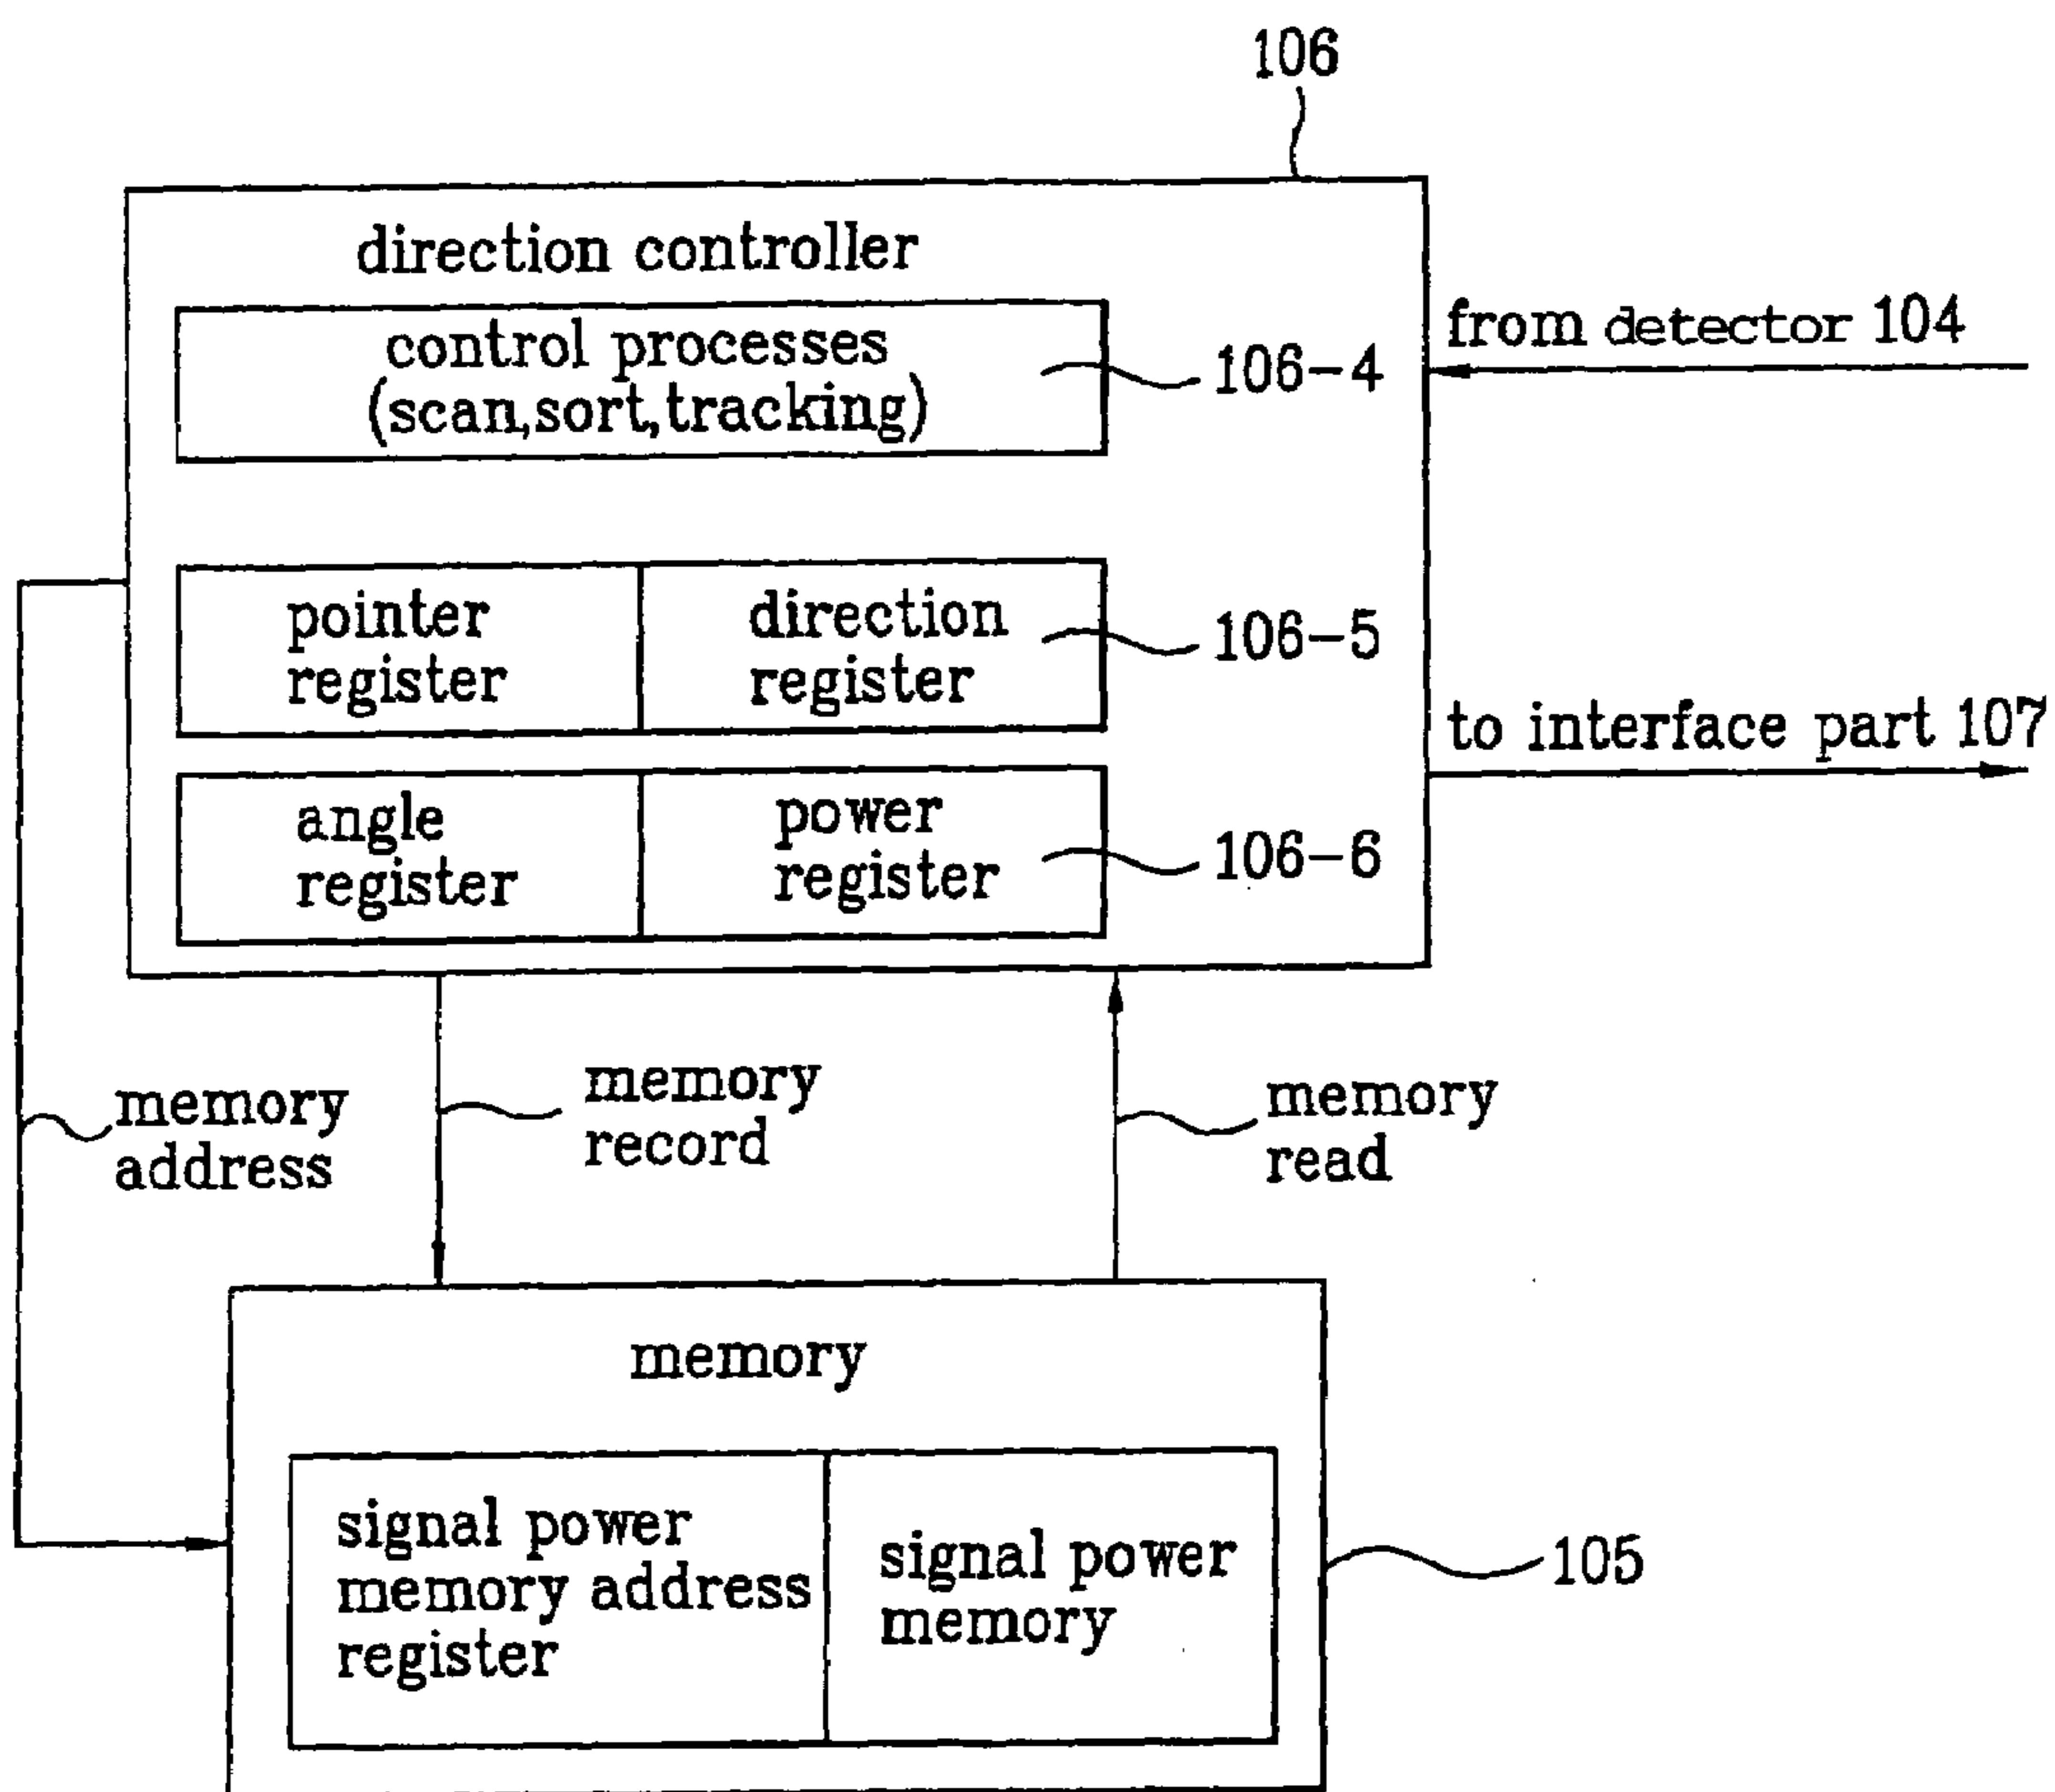 106
direction controller
control processes
(scan,sort,tracking)
106-4
from detector 104
pointer
register
direction
register
106-5
to interface part 107
angle
register
power
register
106-6
memory
address
memory
record
memory
read
memory
signal power
memory address
register
signal power
memory
105